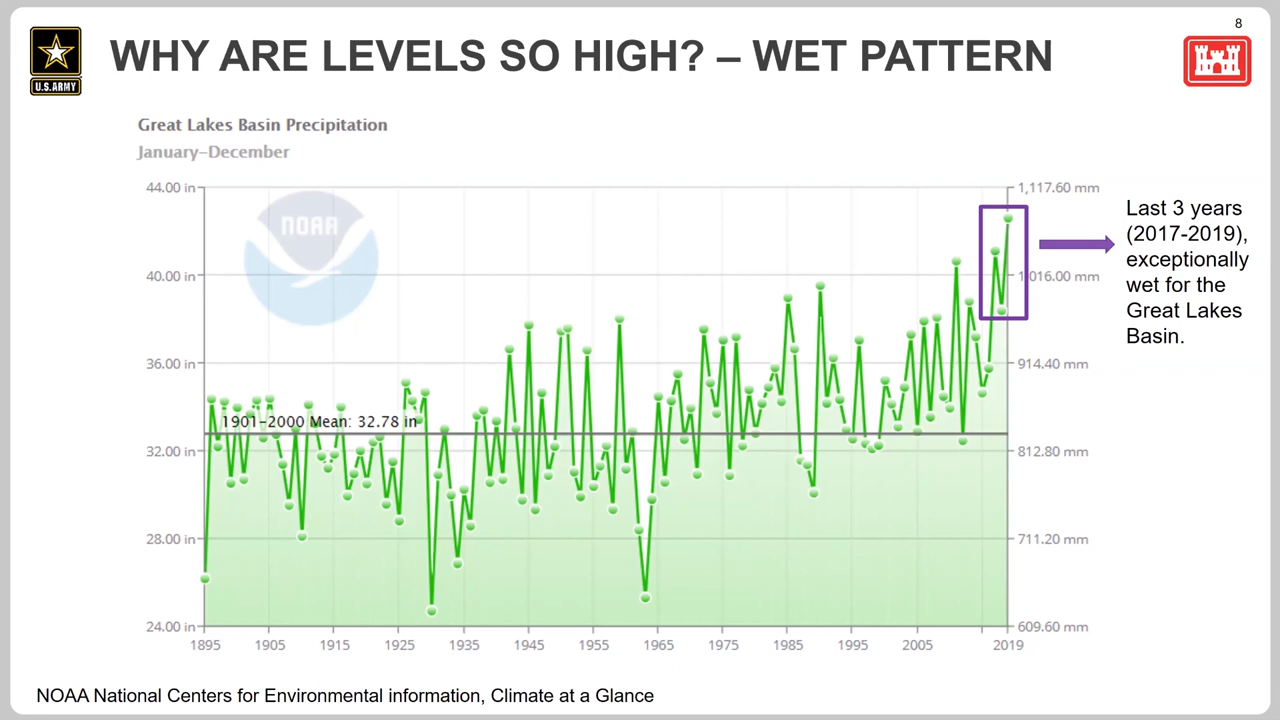 8
WHY ARE LEVELS SO HIGH? – WET PATTERN
U.S.ARMY
Great Lakes Basin Precipitation
January–December
44.00 in
40.00 in
36.00 in
32.00 in
28.00 in
24.00 in
NOAA
1901–2000 Mean: 32.78 in
1,117.60 mm
1,016.00 mm
914.40 mm
812.80 mm
711.20 mm
609.60 mm
1895 1905 1915 1925 1935 1945 1955 1965 1975 1985 1995 2005 2019
Last 3 years
(2017-2019),
exceptionally
wet for the
Great Lakes
Basin.
NOAA National Centers for Environmental information, Climate at a Glance